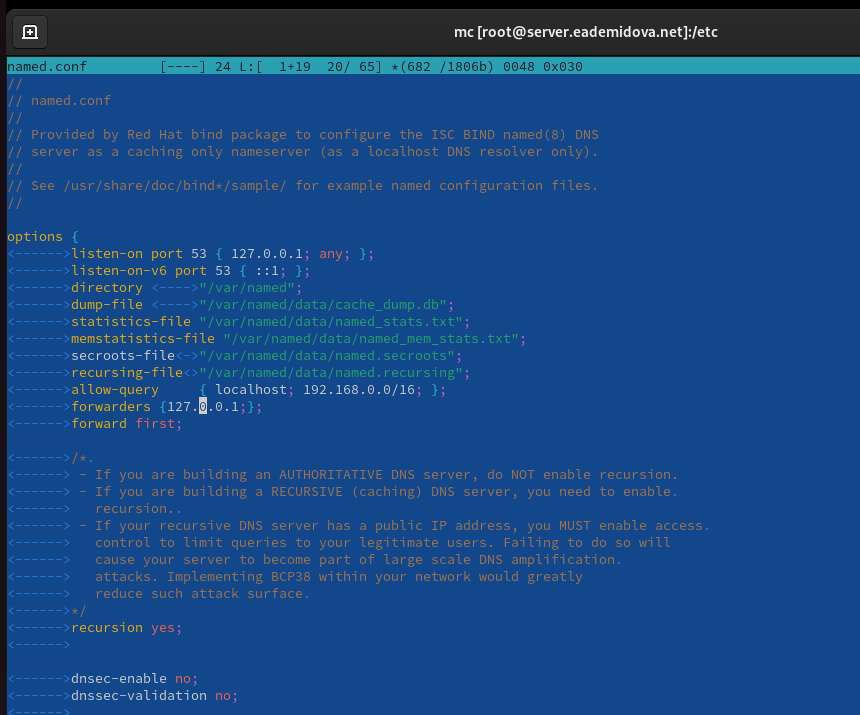 mc [root@server.eademidova.net]:/etc
named.conf         [----] 24 L:[  1+19  20/ 65] *(682 /1806b) 0048 0x030
//
// named.conf
//
// Provided by Red Hat bind package to configure the ISC BIND named(8) DNS
// server as a caching only nameserver (as a localhost DNS resolver only).
//
// See /usr/share/doc/bind*/sample/ for example named configuration files.
//
options {
<------>listen-on port 53 { 127.0.0.1; any; };
<------>listen-on-v6 port 53 { ::1; };
<------>directory <---->"/var/named";
<------>dump-file <---->"/var/named/data/cache_dump.db";
<------>statistics-file "/var/named/data/named_stats.txt";
<------>memstatistics-file "/var/named/data/named_mem_stats.txt";
<------>secroots-file<->"/var/named/data/named.secroots";
<------>recursing-file<>"/var/named/data/named.recursing";
<------>allow-query     { localhost; 192.168.0.0/16; };
<------>forwarders {127.0.0.1;};
<------>forward first;
<------>/*.
<------> - If you are building an AUTHORITATIVE DNS server, do NOT enable recursion.
<------> - If you are building a RECURSIVE (caching) DNS server, you need to enable.
<------>   recursion..
<------> - If your recursive DNS server has a public IP address, you MUST enable access.
<------>   control to limit queries to your legitimate users. Failing to do so will
<------>   cause your server to become part of large scale DNS amplification.
<------>   attacks. Implementing BCP38 within your network would greatly
<------>   reduce such attack surface.
<------>*/
<------>recursion yes;
<------>
<------>dnsec-enable no;
<------>dnssec-validation no;
<------>